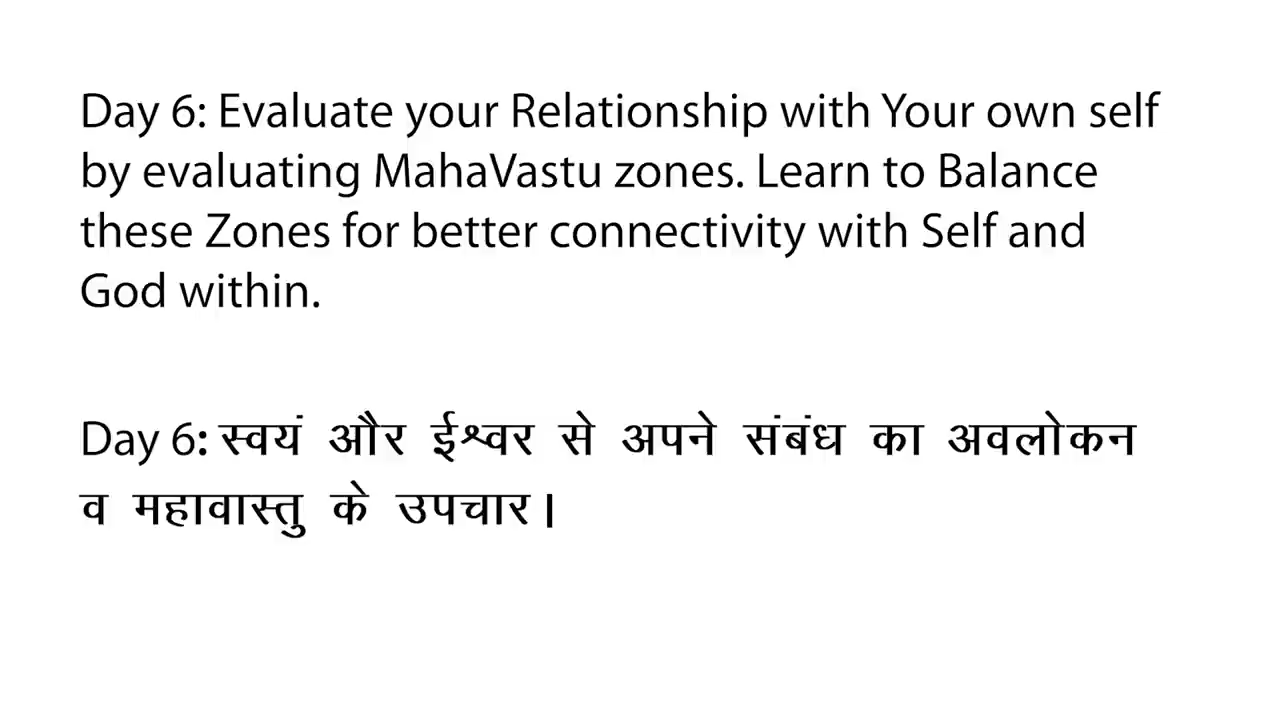 Day 6: Evaluate your Relationship with Your own self
by evaluating MahaVastu zones. Learn to Balance
these Zones for better connectivity with Self and
God within.
Day 6: स्वयं और ईश्वर से अपने संबंध का अवलोकन
व महावास्तु के उपचार।